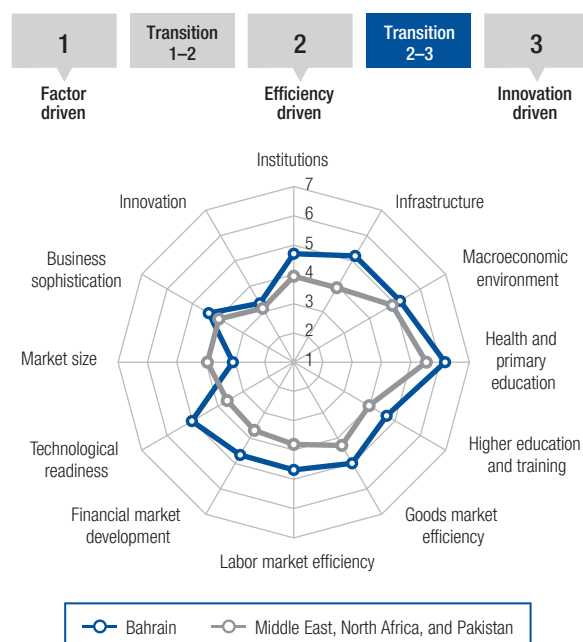 1
Transition
1–2
2
Transition
2–3
3
Factor
driven
Efficiency
driven
Innovation
driven
Institutions
7
6
5
4
3
2
1
Infrastructure
Macroeconomic
environment
Health and
primary
education
Higher education
and training
Goods market
efficiency
Labor market efficiency
Financial market
development
Technological
readiness
Market size
Business
sophistication
Innovation
Bahrain
Middle East, North Africa, and Pakistan